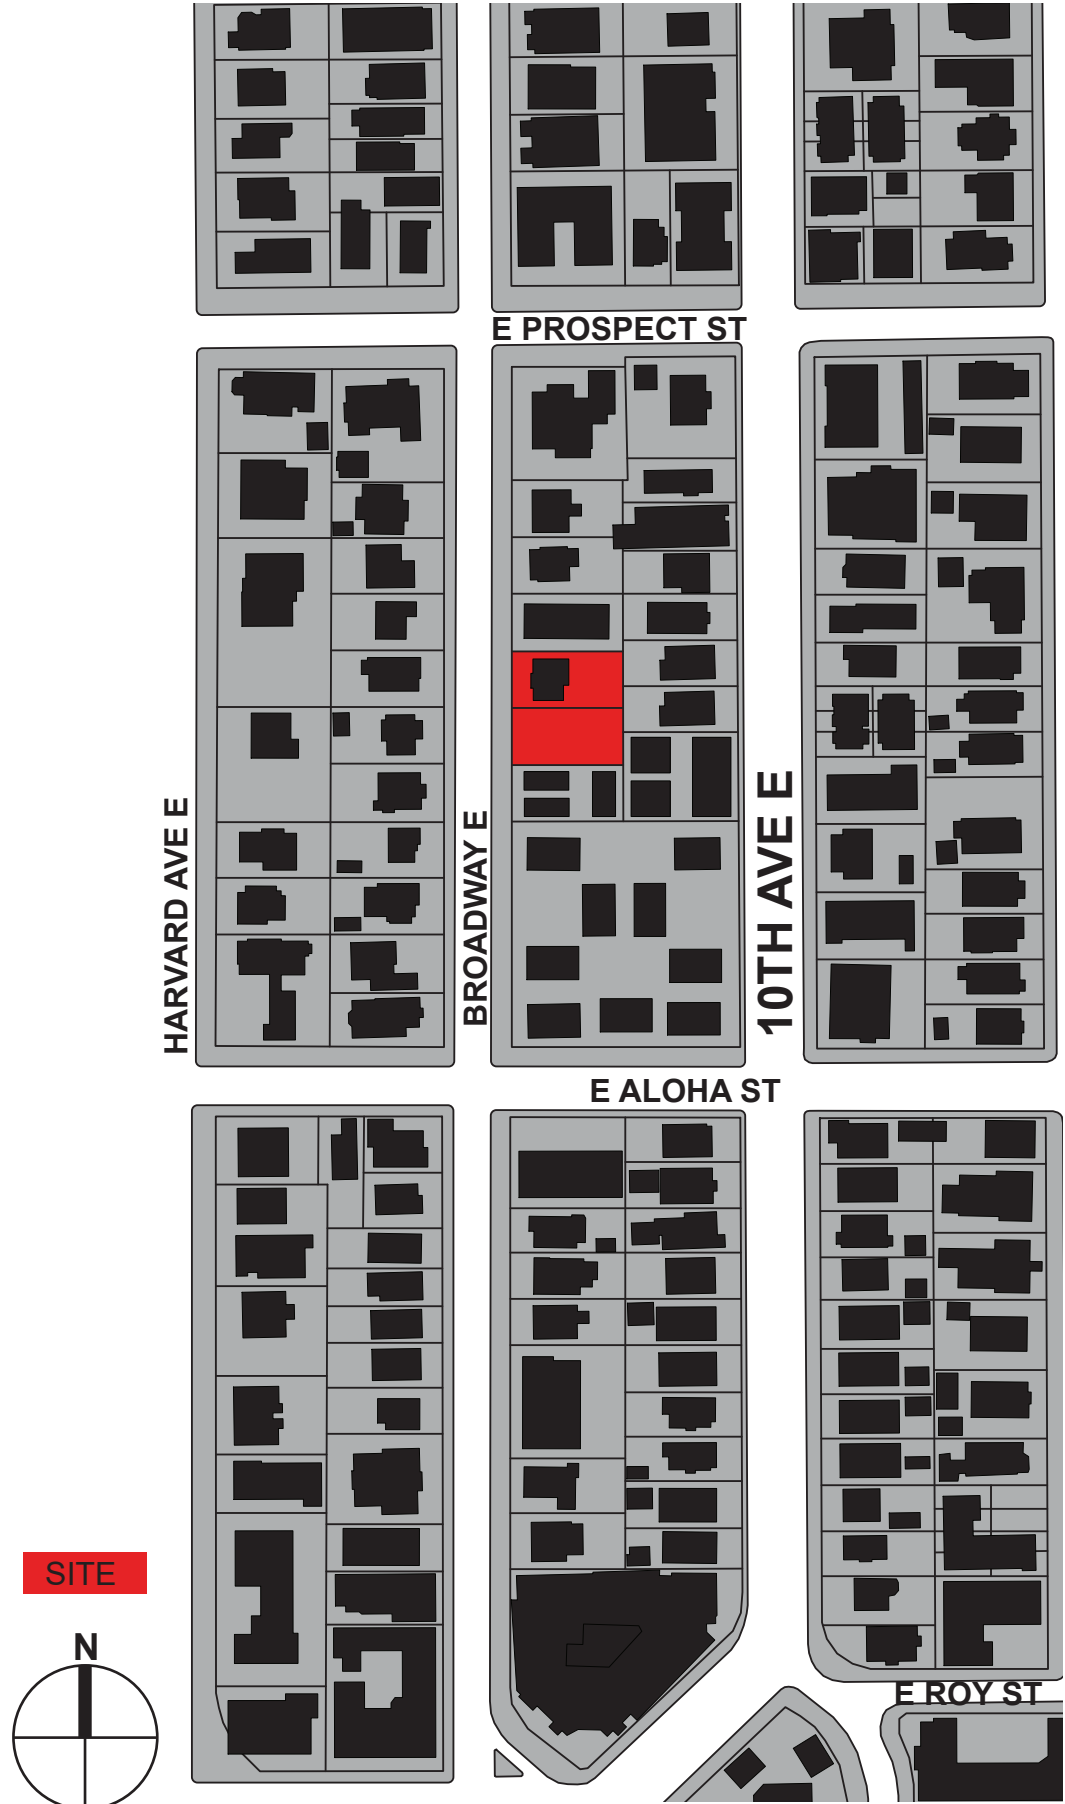 E PROSPECT ST
HARVARD AVE E
BROADWAY E
10TH AVE E
E ALOHA ST
SITE
N
E ROY ST